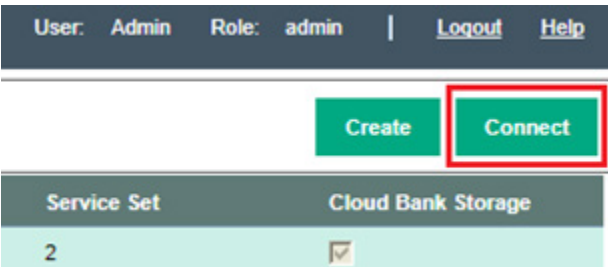 User: Admin Role: admin | Logout Help
Create Connect
Service Set Cloud Bank Storage
2